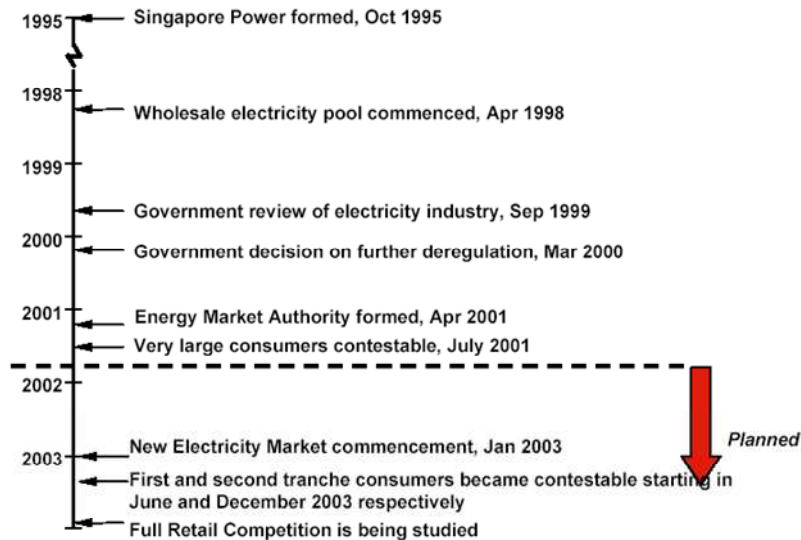 1995
Singapore Power formed, Oct 1995
1998
Wholesale electricity pool commenced, Apr 1998
1999
Government review of electricity industry, Sep 1999
2000
Government decision on further deregulation, Mar 2000
2001
Energy Market Authority formed, Apr 2001
Very large consumers contestable, July 2001
2002
Planned
New Electricity Market commencement, Jan 2003
2003
First and second tranche consumers became contestable starting in
June and December 2003 respectively
Full Retail Competition is being studied